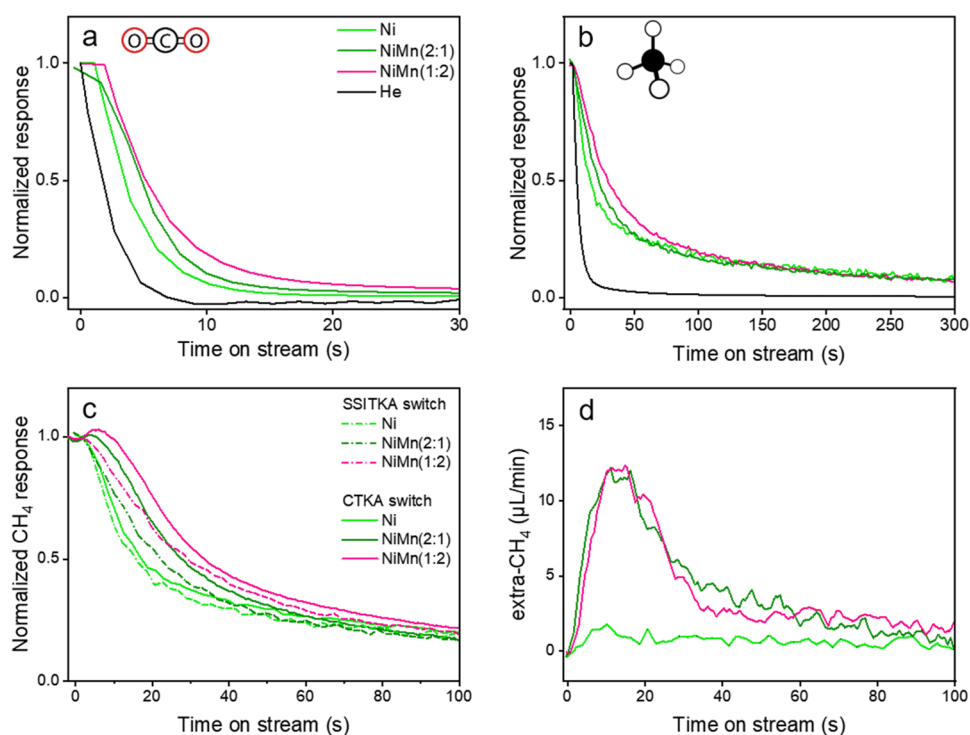 a
O=C=O
Ni
NiMn(2:1)
NiMn(1:2)
He
Normalized response
1.0
0.5
0.0
0
10
20
30
Time on stream (s)
b
Normalized response
1.0
0.5
0.0
0
50
100
150
200
250
300
Time on stream (s)
c
SSITKA switch
Ni
NiMn(2:1)
NiMn(1:2)
CTKA switch
Ni
NiMn(2:1)
NiMn(1:2)
Normalized CH₄ response
1.0
0.5
0.0
0
20
40
60
80
100
Time on stream (s)
d
extra-CH₄ (µL/min)
15
10
5
0
0
20
40
60
80
100
Time on stream (s)